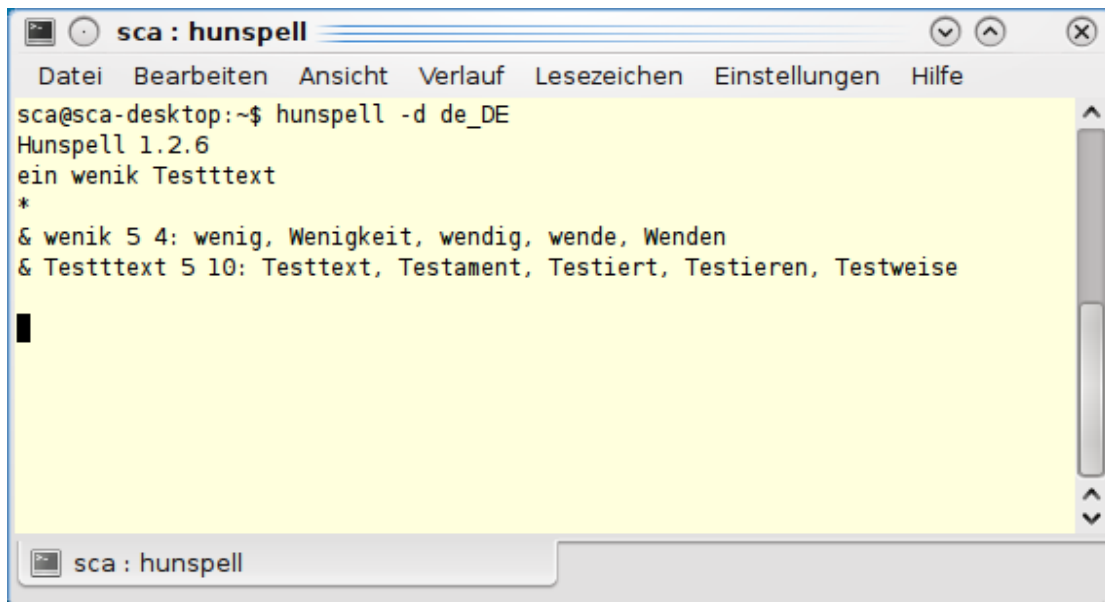 sca : hunspell
Datei Bearbeiten Ansicht Verlauf Lesezeichen Einstellungen Hilfe
sca@sca-desktop:~$ hunspell -d de_DE
Hunspell 1.2.6
ein wenik Testttext
*
& wenik 5 4: wenig, Wenigkeit, wendig, wende, Wenden
& Testttext 5 10: Testtext, Testament, Testiert, Testieren, Testweise
sca : hunspell